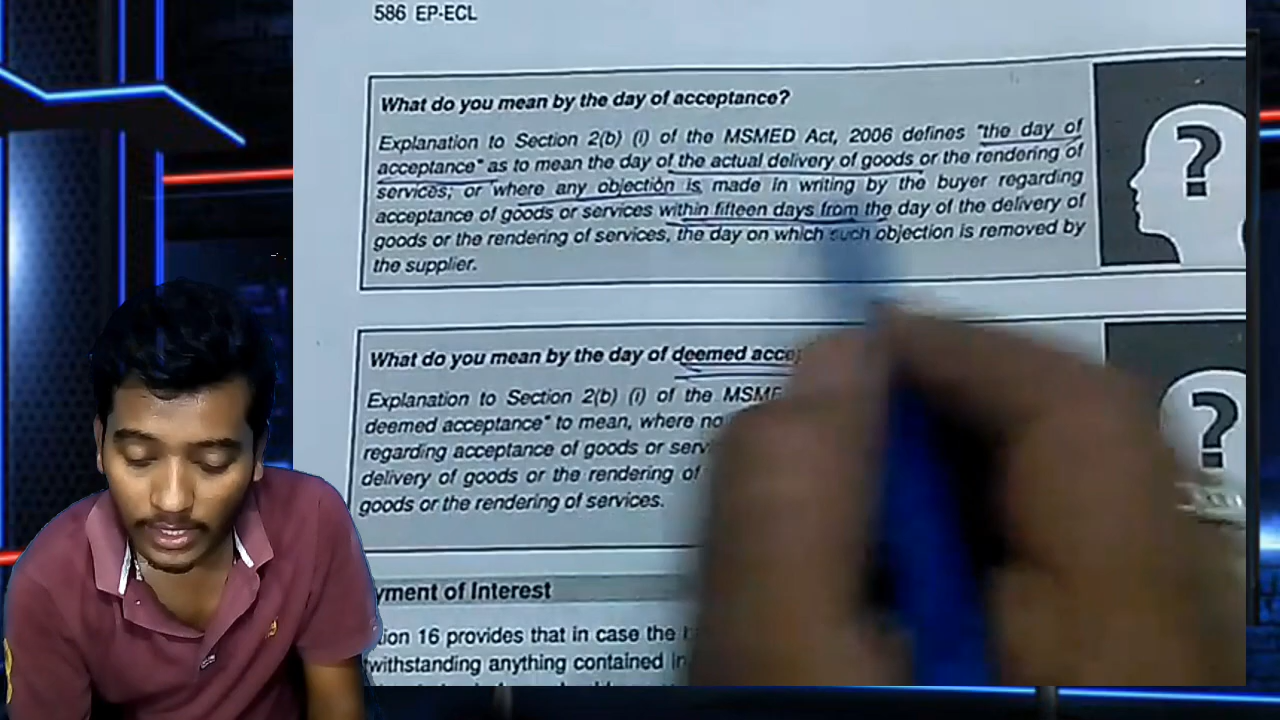 586 EP-ECL
What do you mean by the day of acceptance?
Explanation to Section 2(b) (i) of the MSMED Act, 2006 defines "the day of
acceptance" as to mean the day of the actual delivery of goods or the rendering of
services; or where any objection is made in writing by the buyer regarding
acceptance of goods or services within fifteen days from the day of the delivery of
goods or the rendering of services, the day on which such objection is removed by
the supplier.
?
What do you mean by the day of deemed
Explanation to Section 2(b) (i) of the
deemed acceptance" to mean, where no
regarding acceptance of goods or
delivery of goods or the rendering of
goods or the rendering of services.
?
of Interest
16 provides that in case the
anything contained in